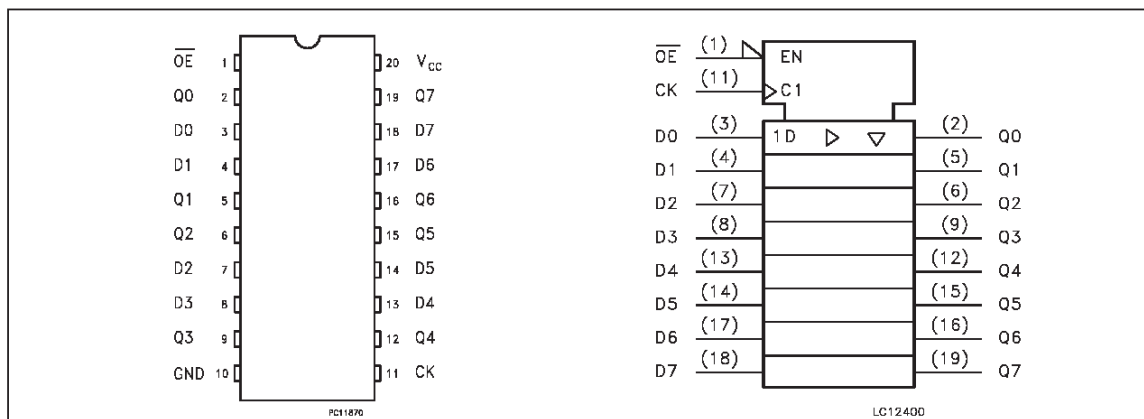 OE 1 20 VCC
Q0 2 19 Q7
D0 3 18 D7
D1 4 17 D6
Q1 5 16 Q6
Q2 6 15 Q5
D2 7 14 D5
D3 8 13 D4
Q3 9 12 Q4
GND 10 11 CK
PC11870
OE (1) EN
CK (11) C1
D0 (3) 1D (2) Q0
D1 (4) (5) Q1
D2 (7) (6) Q2
D3 (8) (9) Q3
D4 (13) (12) Q4
D5 (14) (15) Q5
D6 (17) (16) Q6
D7 (18) (19) Q7
LC12400